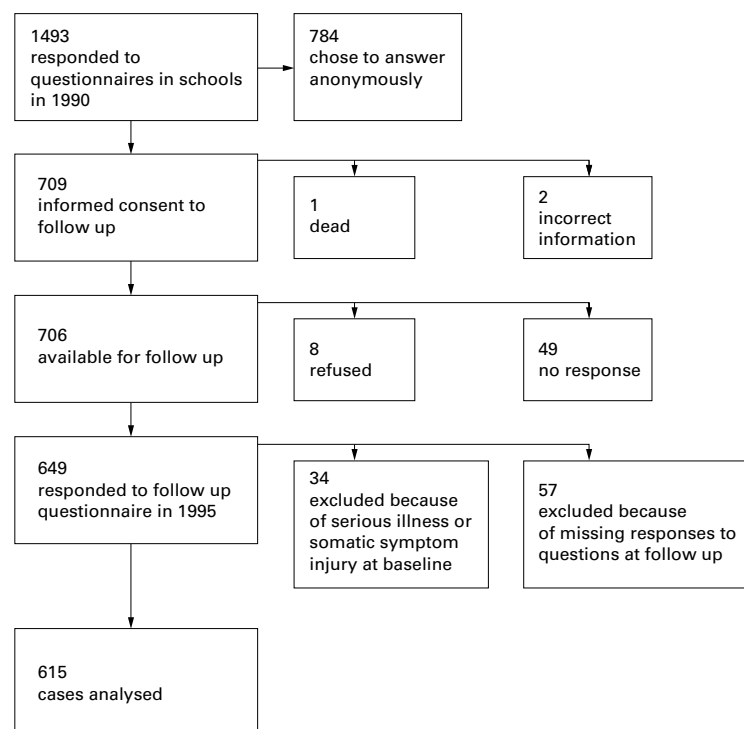 1493
responded to
questionnaires in schools
in 1990
784
chose to answer
anonymously
709
informed consent to
follow up
1
dead
2
incorrect
information
706
available for follow up
8
refused
49
no response
649
responded to follow up
questionnaire in 1995
34
excluded because
of serious illness or
somatic symptom
injury at baseline
57
excluded because
of missing responses to
questions at follow up
615
cases analysed